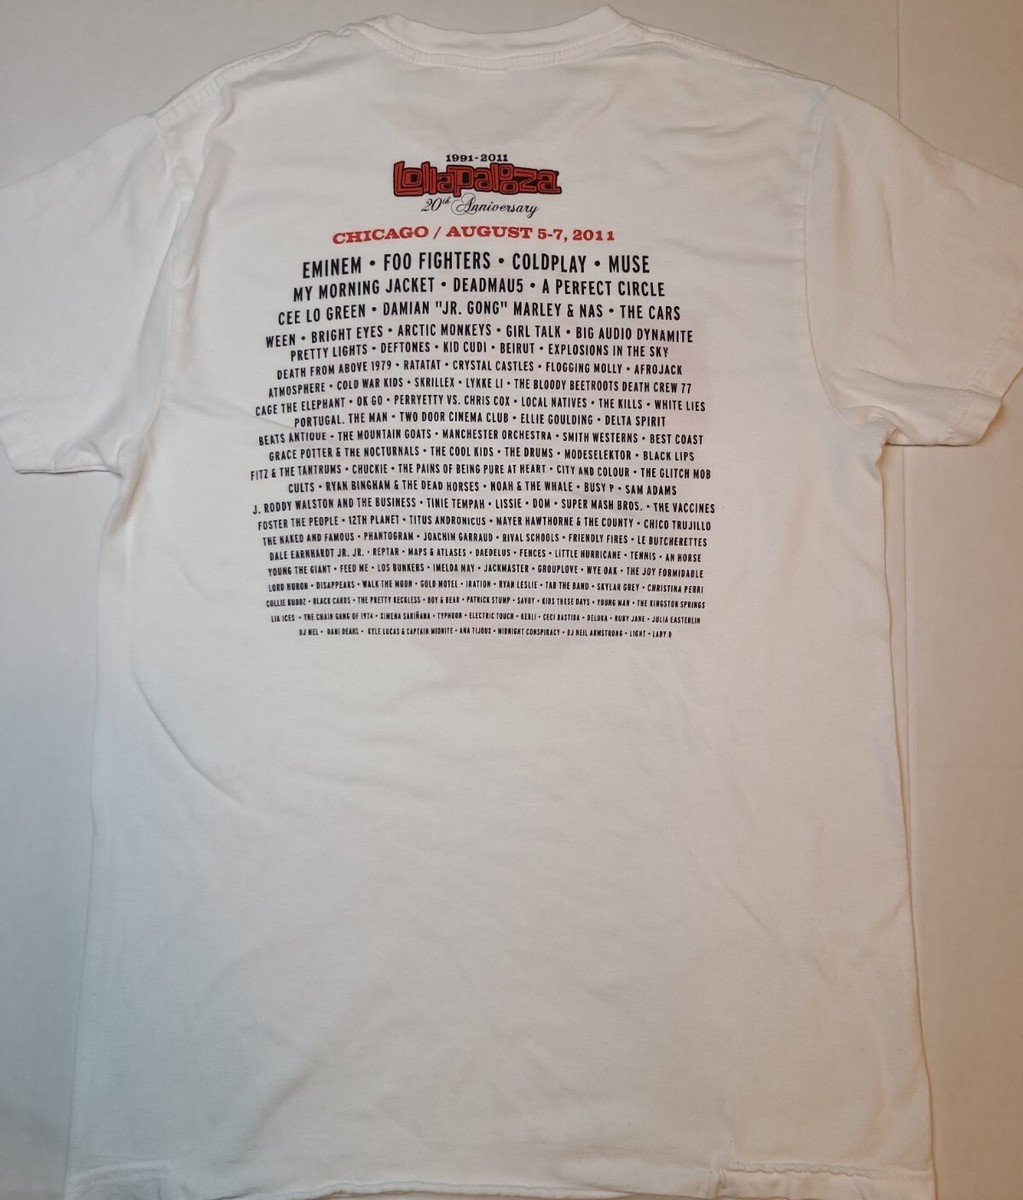 1991-2011
Lollapalooza
20th Anniversary
CHICAGO / AUGUST 5-7, 2011
EMINEM • FOO FIGHTERS • COLDPLAY • MUSE
MY MORNING JACKET • DEADMAU5 • A PERFECT CIRCLE
CEE LO GREEN • DAMIAN "JR. GONG" MARLEY & NAS • THE CARS
WEEN • BRIGHT EYES • ARCTIC MONKEYS • GIRL TALK • BIG AUDIO DYNAMITE
PRETTY LIGHTS • DEFTONES • KID CUDI • BEIRUT • EXPLOSIONS IN THE SKY
DEATH FROM ABOVE 1979 • RATATAT • CRYSTAL CASTLES • FLOGGING MOLLY • AFROJACK
ATMOSPHERE • COLD WAR KIDS • SKRILLEX • LYKKE LI • THE BLOODY BEETROOTS DEATH CREW 77
CAGE THE ELEPHANT • OK GO • PERRYETTY VS. CHRIS COX • LOCAL NATIVES • THE KILLS • WHITE LIES
PORTUGAL. THE MAN • TWO DOOR CINEMA CLUB • ELLIE GOULDING • DELTA SPIRIT
BEATS ANTIQUE • THE MOUNTAIN GOATS • MANCHESTER ORCHESTRA • SMITH WESTERNS • BEST COAST
GRACE POTTER & THE NOCTURNALS • THE COOL KIDS • THE DRUMS • MODESELEKTOR • BLACK LIPS
FITZ & THE TANTRUMS • CHUCKIE • THE PAINS OF BEING PURE AT HEART • CITY AND COLOUR • THE GLITCH MOB
CULTS • RYAN BINGHAM & THE DEAD HORSES • NOAH & THE WHALE • BUSY P • SAM ADAMS
J. RODDY WALSTON AND THE BUSINESS • TINIE TEMPAH • LISSIE • DOM • SUPER MASH BROS. • THE VACCINES
FOSTER THE PEOPLE • 12TH PLANET • TITUS ANDRONICUS • MAYER HAWTHORNE & THE COUNTY • CHICO TRUJILLO
THE NAKED AND FAMOUS • PHANTOGRAM • JOACHIM GARRAUD • RIVAL SCHOOLS • FRIENDLY FIRES • LE BUTCHERETTES
DALE EARNHARDT JR. JR. • REPTAR • MAPS & ATLASES • DAEDELUS • FENCES • LITTLE HURRICANE • TENNIS • AN HORSE
YOUNG THE GIANT • FEED ME • LOS BUNKERS • IMELDA MAY • JACKMASTER • GROUPLOVE • WYE OAK • THE JOY FORMIDABLE
LORD HURON • DISAPPEARS • WALK THE MOON • GOLD MOTEL • IRATION • RYAN LESLIE • TAB THE BAND • SKYLAR GREY • CHRISTINA PERRI
COLLIE BUDDZ • BLACK CARDS • THE PRETTY RECKLESS • BOY & BEAR • PATRICK STUMP • SAVOY • KIDS THESE DAYS • YOUNG MAN • THE KINGSTON SPRINGS
LIA ICES • THE CHAIN GANG OF 1974 • XIMENA SARIÑANA • TYPHOON • ELECTRIC TOUCH • KERLI • CECI BASTIDA • DELUKA • RUBY JANE • JULIA EASTERLIN
DJ MEL • DANI DEAHL • KYLE LUCAS & CAPTAIN MIDNITE • ANA TIJOUX • MIDNIGHT CONSPIRACY • DJ NEIL ARMSTRONG • LIGHT • LADY D